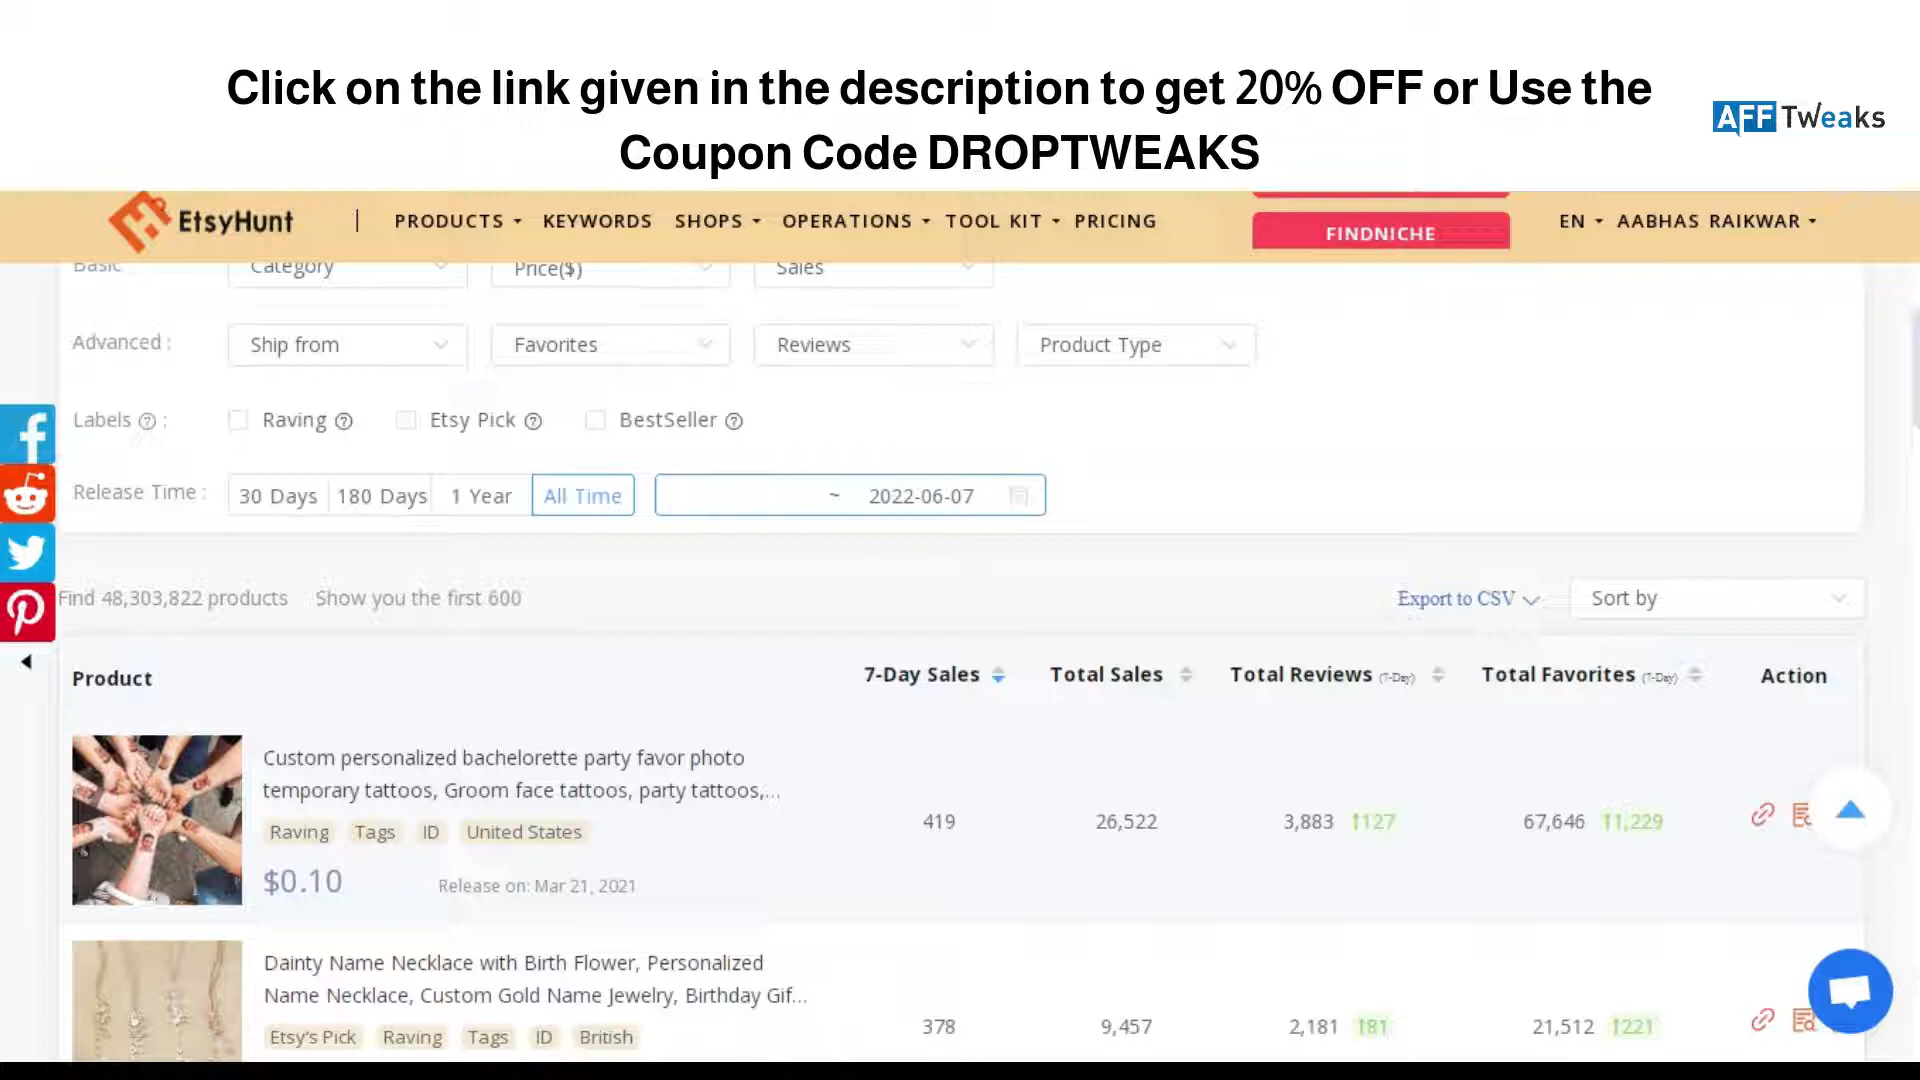 Click on the link given in the description to get 20% OFF or Use the
Coupon Code DROPTWEAKS
AFF Tweaks
EtsyHunt | PRODUCTS KEYWORDS SHOPS OPERATIONS TOOL KIT PRICING FINDNICHE EN AABHAS RAIKWAR
Basic Category Price($) Sales
Advanced : Ship from Favorites Reviews Product Type
Labels ? : Raving ? Etsy Pick ? BestSeller ?
Release Time : 30 Days 180 Days 1 Year All Time ~ 2022-06-07
Find 48,303,822 products Show you the first 600 Export to CSV Sort by
Product 7-Day Sales Total Sales Total Reviews (7-Day) Total Favorites (7-Day) Action
Custom personalized bachelorette party favor photo
temporary tattoos, Groom face tattoos, party tattoos,...
419 26,522 3,883 ↑127 67,646 ↑1,229
Raving Tags ID United States
$0.10 Release on: Mar 21, 2021
Dainty Name Necklace with Birth Flower, Personalized
Name Necklace, Custom Gold Name Jewelry, Birthday Gif...
378 9,457 2,181 ↑81 21,512 ↑221
Etsy's Pick Raving Tags ID British